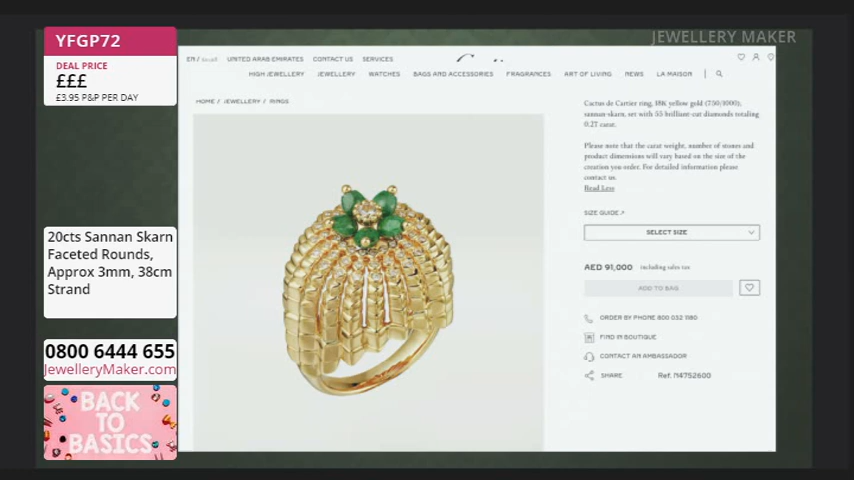 JEWELLERY MAKER
YFGP72
DEAL PRICE
£££
£3.95 P&P PER DAY
20cts Sannan Skarn
Faceted Rounds,
Approx 3mm, 38cm
Strand
0800 6444 655
JewelleryMaker.com
BACK
TO
BASICS
EN / العربية UNITED ARAB EMIRATES CONTACT US SERVICES
HIGH JEWELLERY JEWELLERY WATCHES BAGS AND ACCESSORIES FRAGRANCES ART OF LIVING NEWS LA MAISON
HOME / JEWELLERY / RINGS
Cactus de Cartier ring, 18K yellow gold (750/1000),
sannan-skarn, set with 55 brilliant-cut diamonds totaling
0.27 carat.
Please note that the carat weight, number of stones and
product dimensions will vary based on the size of the
creation you order. For detailed information please
contact us.
Read Less
SIZE GUIDE
SELECT SIZE
AED 91,000 including sales tax
ADD TO BAG
ORDER BY PHONE 800 032 1180
FIND IN BOUTIQUE
CONTACT AN AMBASSADOR
SHARE Ref. N4752600